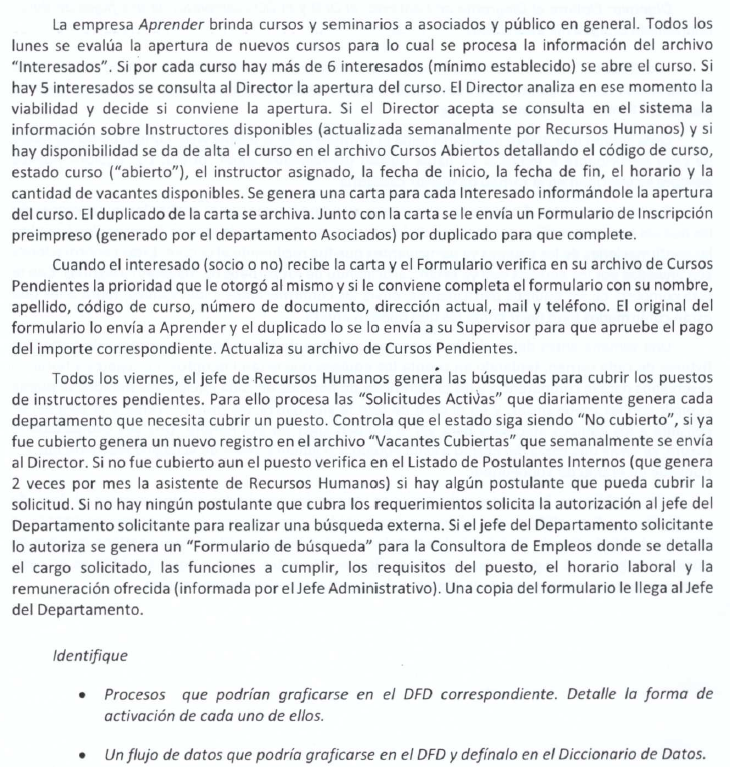 La empresa Aprender brinda cursos y seminarios a asociados y público en general. Todos los
lunes se evalúa la apertura de nuevos cursos para lo cual se procesa la información del archivo
"Interesados". Si por cada curso hay más de 6 interesados (mínimo establecido) se abre el curso. Si
hay 5 interesados se consulta al Director la apertura del curso. El Director analiza en ese momento la
viabilidad y decide si conviene la apertura. Si el Director acepta se consulta en el sistema la
información sobre Instructores disponibles (actualizada semanalmente por Recursos Humanos) y si
hay disponibilidad se da de alta el curso en el archivo Cursos Abiertos detallando el código de curso,
estado curso ("abierto"), el instructor asignado, la fecha de inicio, la fecha de fin, el horario y la
cantidad de vacantes disponibles. Se genera una carta para cada Interesado informándole la apertura
del curso. El duplicado de la carta se archiva. Junto con la carta se le envía un Formulario de Inscripción
preimpreso (generado por el departamento Asociados) por duplicado para que complete.
Cuando el interesado (socio o no) recibe la carta y el Formulario verifica en su archivo de Cursos
Pendientes la prioridad que le otorgó al mismo y si le conviene completa el formulario con su nombre,
apellido, código de curso, número de documento, dirección actual, mail y teléfono. El original del
formulario lo envía a Aprender y el duplicado lo se lo envía a su Supervisor para que apruebe el pago
del importe correspondiente. Actualiza su archivo de Cursos Pendientes.
Todos los viernes, el jefe de Recursos Humanos genera las búsquedas para cubrir los puestos
de instructores pendientes. Para ello procesa las "Solicitudes Activas" que diariamente genera cada
departamento que necesita cubrir un puesto. Controla que el estado siga siendo "No cubierto", si ya
fue cubierto genera un nuevo registro en el archivo "Vacantes Cubiertas" que semanalmente se envía
al Director. Si no fue cubierto aun el puesto verifica en el Listado de Postulantes Internos (que genera
2 veces por mes la asistente de Recursos Humanos) si hay algún postulante que pueda cubrir la
solicitud. Si no hay ningún postulante que cubra los requerimientos solicita la autorización al jefe del
Departamento solicitante para realizar una búsqueda externa. Si el jefe del Departamento solicitante
lo autoriza se genera un "Formulario de búsqueda" para la Consultora de Empleos donde se detalla
el cargo solicitado, las funciones a cumplir, los requisitos del puesto, el horario laboral y la
remuneración ofrecida (informada por el Jefe Administrativo). Una copia del formulario le llega al Jefe
del Departamento.
Identifique
• Procesos que podrían graficarse en el DFD correspondiente. Detalle la forma de
activación de cada uno de ellos.
• Un flujo de datos que podría graficarse en el DFD y defínalo en el Diccionario de Datos.